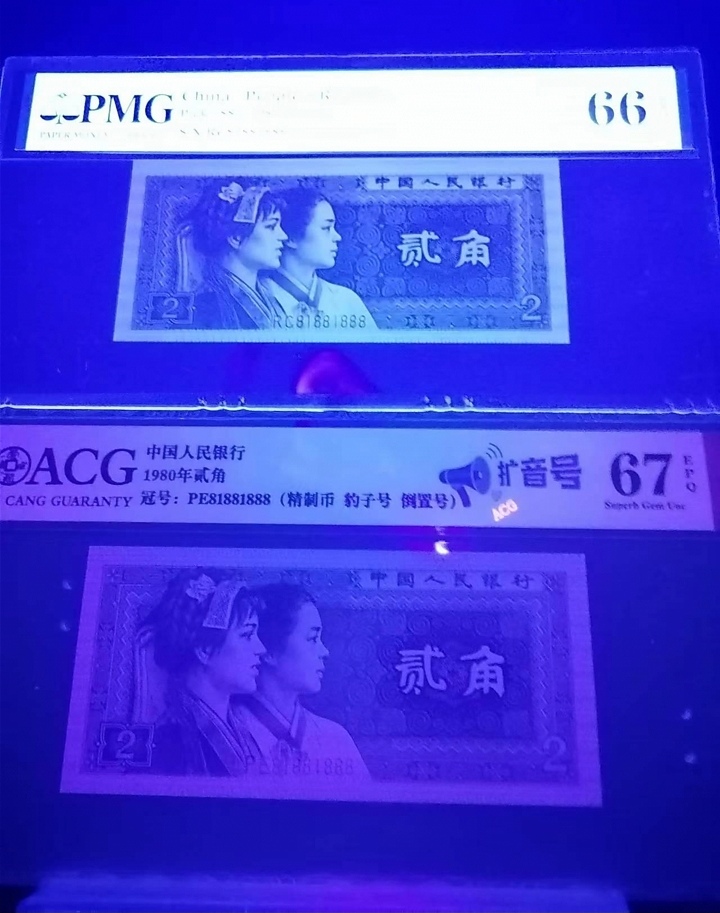 PMG
66
中国人民银行
贰角
2
2
RC81881888
ACG
CANG GUARANTY
中国人民银行
1980年贰角
冠号：PE81881888（精制币 豹子号 倒置号）
扩音号
ACG
67
EPQ
Superb Gem Unc
中国人民银行
贰角
2
2
PE81881888